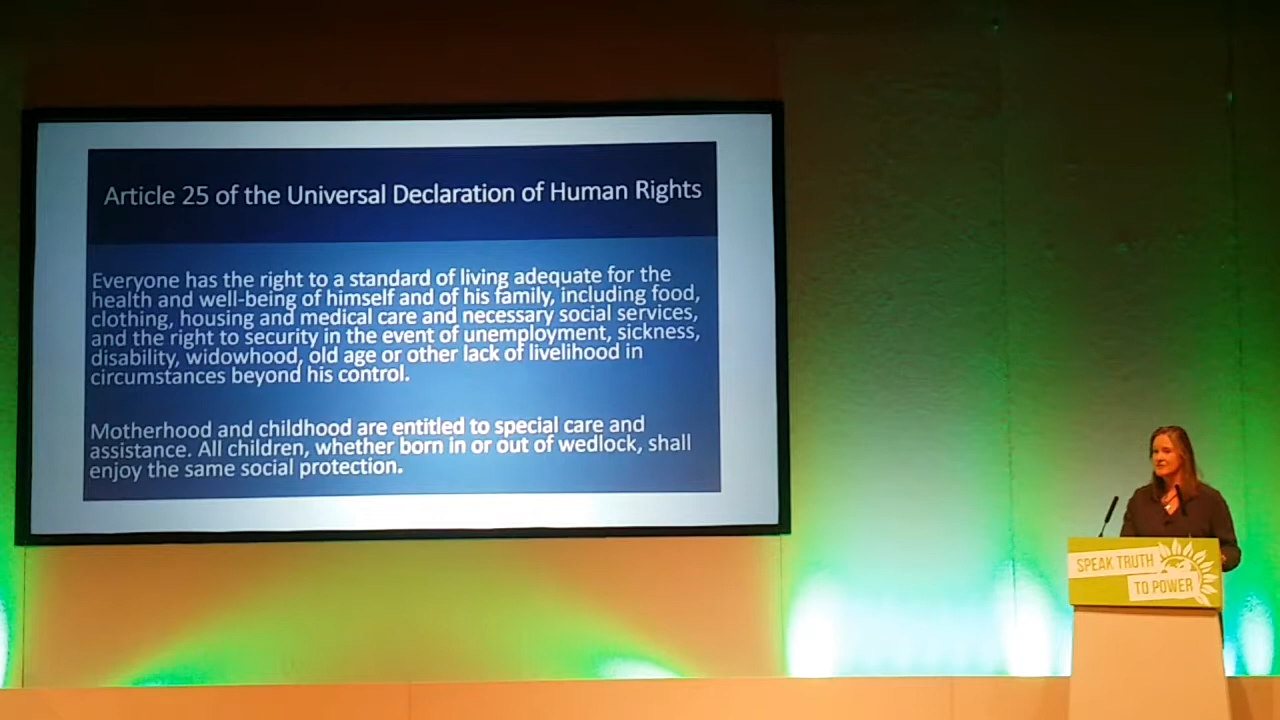 Article 25 of the Universal Declaration of Human Rights
Everyone has the right to a standard of living adequate for the
health and well-being of himself and of his family, including food,
clothing, housing and medical care and necessary social services,
and the right to security in the event of unemployment, sickness,
disability, widowhood, old age or other lack of livelihood in
circumstances beyond his control.
Motherhood and childhood are entitled to special care and
assistance. All children, whether born in or out of wedlock, shall
enjoy the same social protection.
SPEAK TRUTH
TO POWER